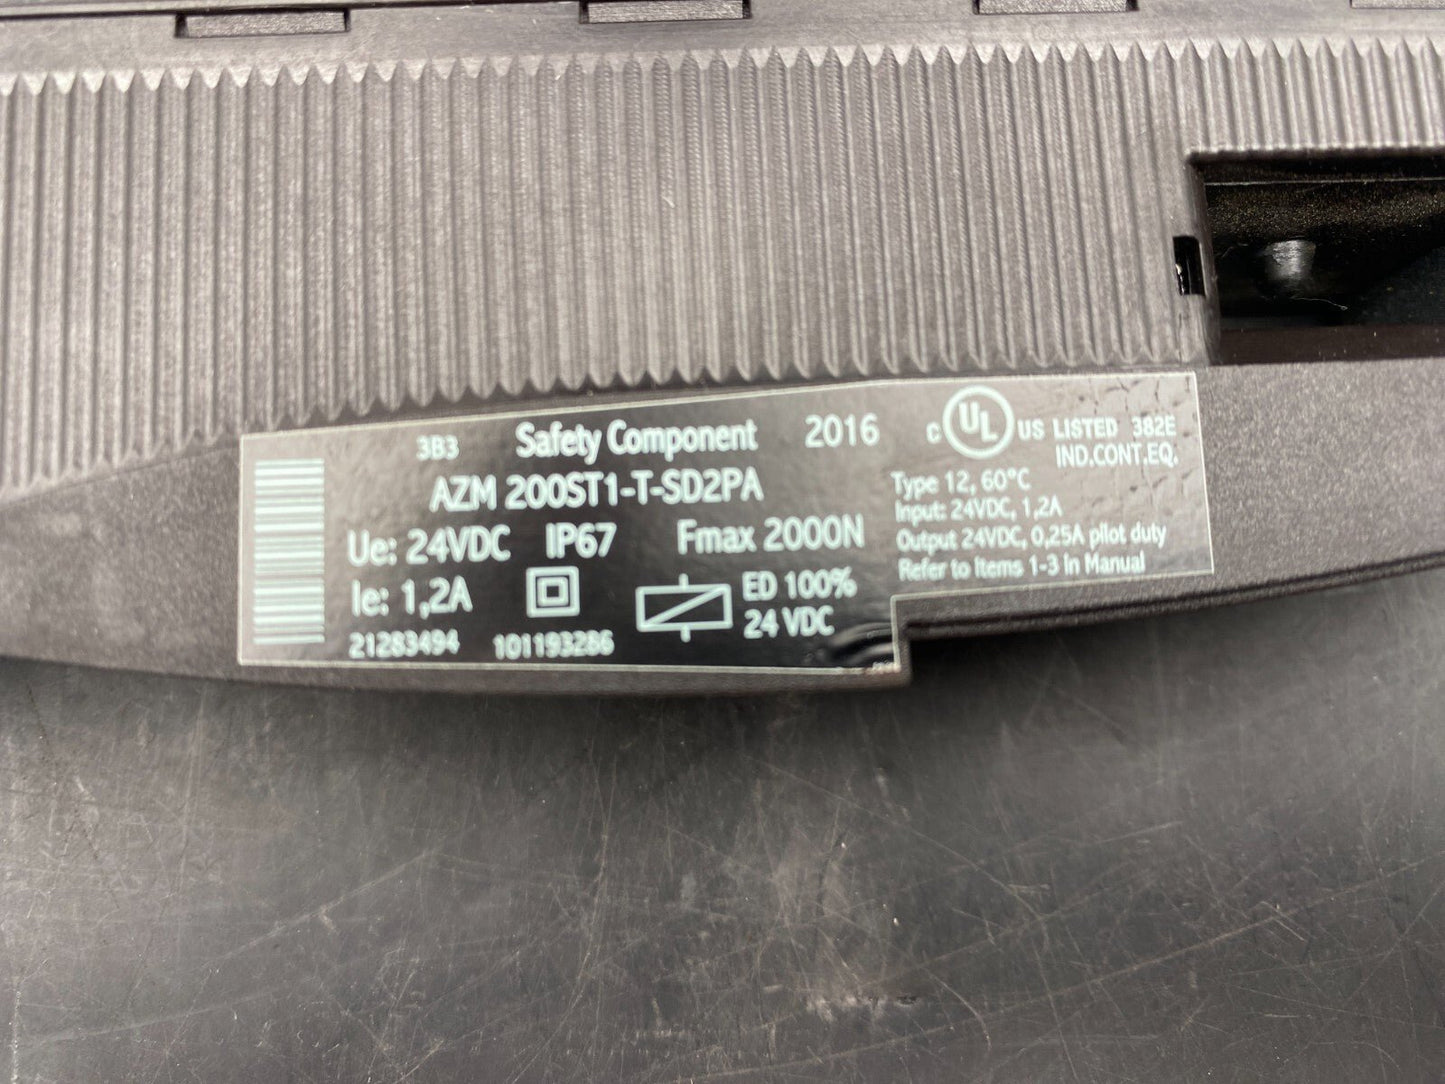 3B3 Safety Component 2016
AZM 200ST1-T-SD2PA
Ue: 24VDC IP67 Fmax 2000N
Ie: 1,2A ED 100%
24 VDC
21283494 101193286
c UL US LISTED 382E
IND.CONT.EQ.
Type 12, 60°C
Input: 24VDC, 1,2A
Output 24VDC, 0,25A pilot duty
Refer to Items 1-3 in Manual